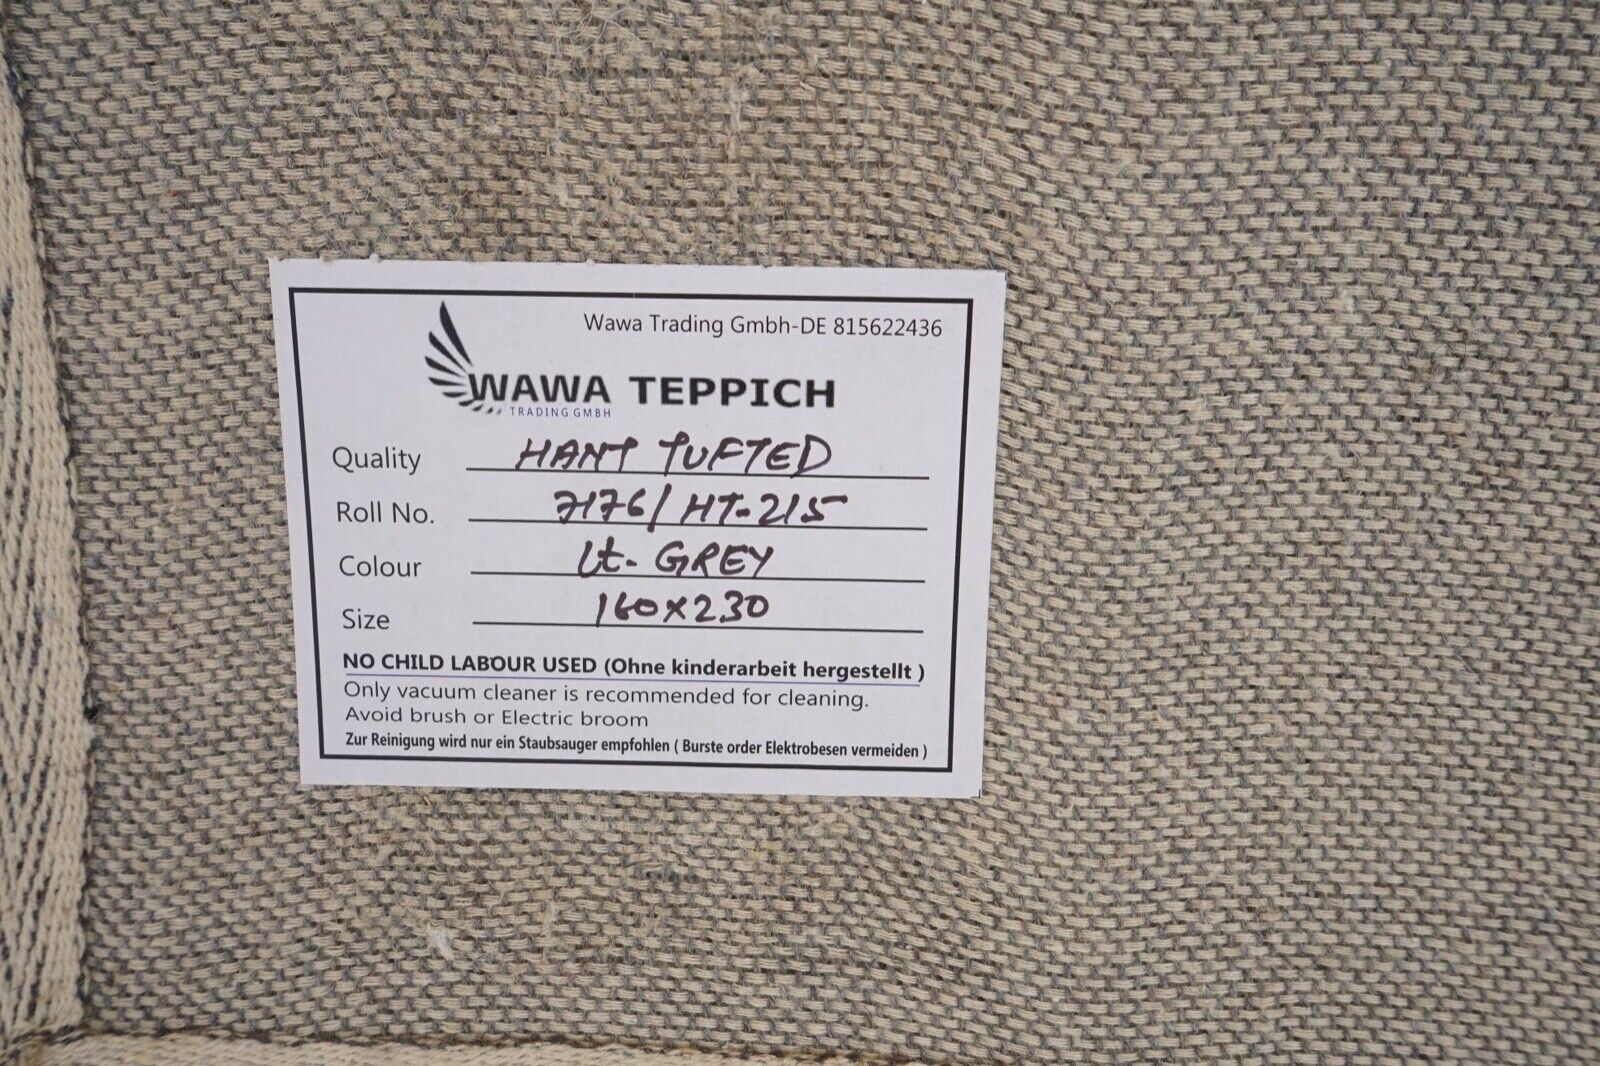 Wawa Trading Gmbh-DE 815622436
WAWA TEPPICH
TRADING GMBH
Quality HANT TUFTED
Roll No. 7176/HT-215
Colour Lt. GREY
Size 160x230
NO CHILD LABOUR USED (Ohne kinderarbeit hergestellt )
Only vacuum cleaner is recommended for cleaning.
Avoid brush or Electric broom
Zur Reinigung wird nur ein Staubsauger empfohlen ( Burste order Elektrobesen vermeiden )